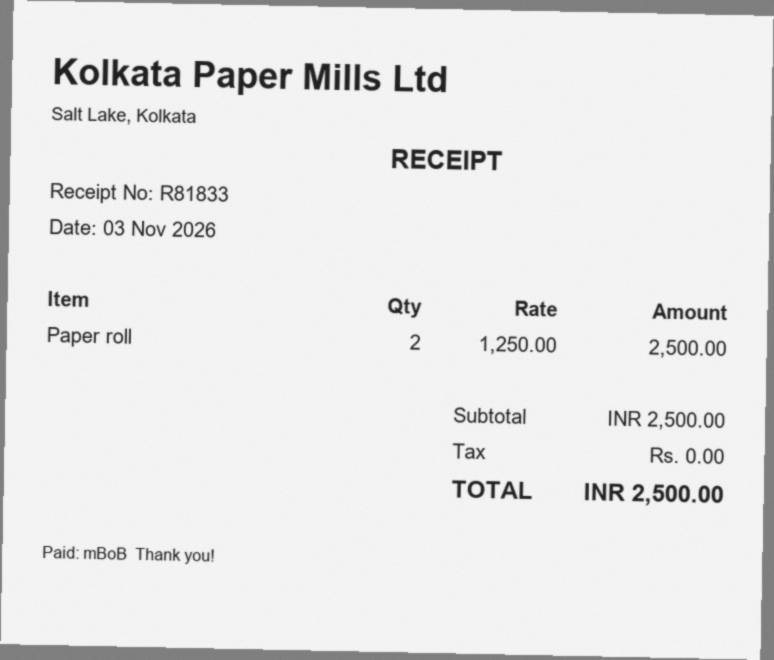 Kolkata Paper Mills Ltd
Salt Lake, Kolkata
RECEIPT
Receipt No: R81833
Date: 03 Nov 2026
Item Qty Rate Amount
Paper roll 2 1,250.00 2,500.00
Subtotal INR 2,500.00
Tax Rs. 0.00
TOTAL INR 2,500.00
Paid: mBoB Thank you!